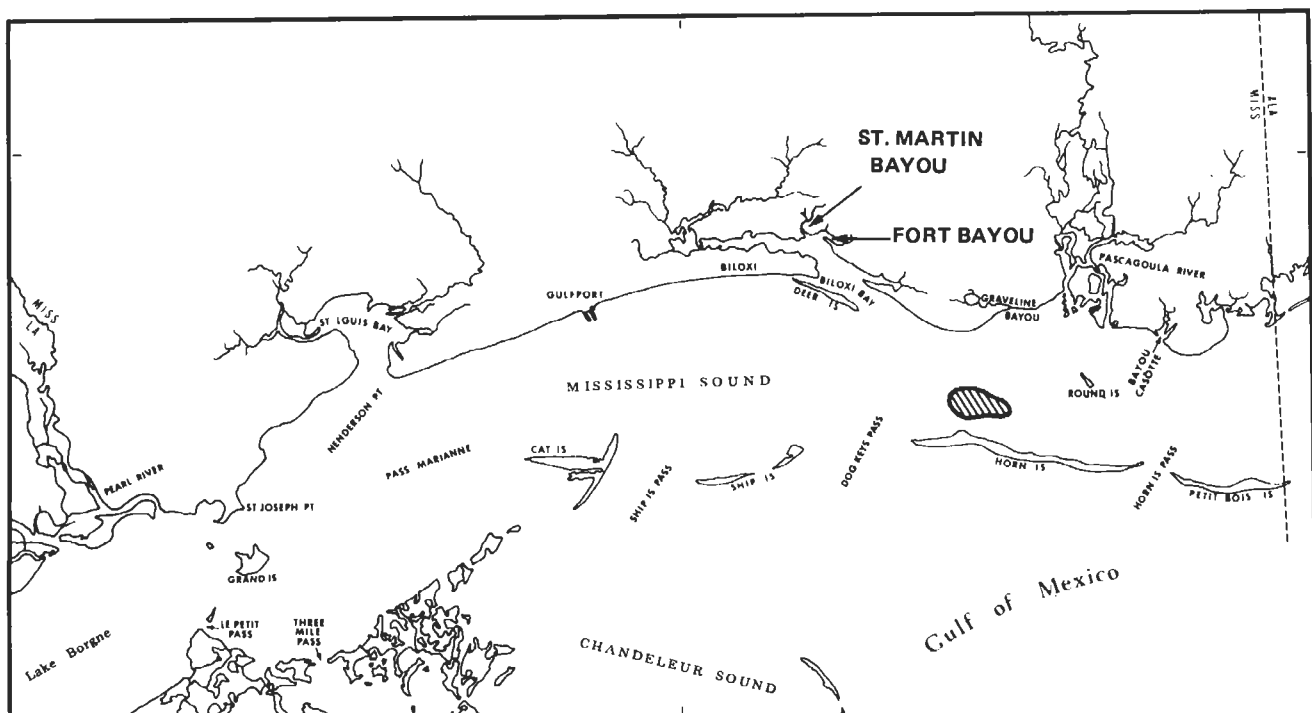 ALA
MISS
ST. MARTIN
BAYOU
FORT BAYOU
PASCAGOULA RIVER
BILOXI
BILOXI BAY
DEER IS
GRAVELINE
BAYOU
GULFPORT
MISS
LA
ST LOUIS BAY
BAYOU
CASOTTE
MISSISSIPPI SOUND
ROUND IS
HENDERSON PT
PASS MARIANNE
CAT IS
SHIP IS PASS
SHIP IS
DOG KEYS PASS
HORN IS
HORN IS PASS
PETIT BOIS IS
PEARL RIVER
ST JOSEPH PT
GRAND IS
Gulf of Mexico
LE PETIT
PASS
THREE
MILE
PASS
Lake Borgne
CHANDELEUR SOUND